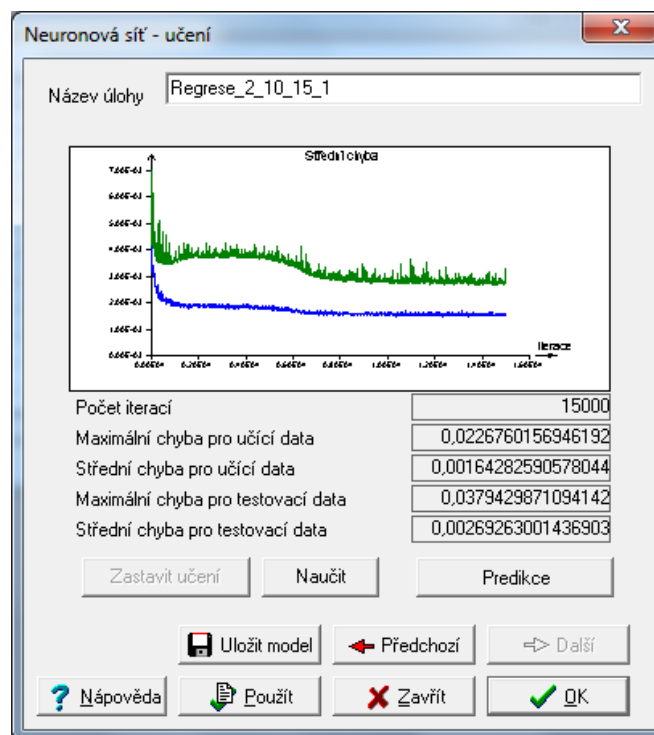 Neuronová síť - učení
Název úlohy Regrese_2_10_15_1
Střední chyba
Iterace
Počet iterací 15000
Maximální chyba pro učící data 0,0226760156946192
Střední chyba pro učící data 0,00164282590578044
Maximální chyba pro testovací data 0,0379429871094142
Střední chyba pro testovací data 0,00269263001436903
Zastavit učení Naučit Predikce
Uložit model Předchozí Další
Nápověda Použít Zavřít OK